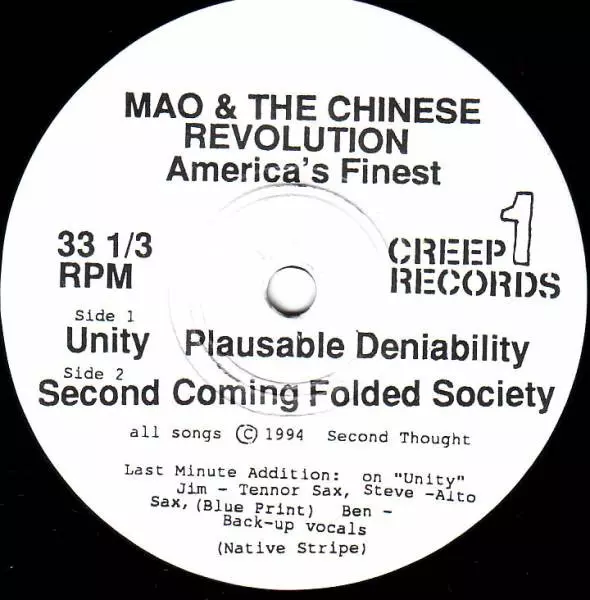 MAO & THE CHINESE
REVOLUTION
America's Finest
33 1/3
RPM
1
CREEP
RECORDS
Side 1
Unity Plausable Deniability
Side 2
Second Coming Folded Society
all songs © 1994 Second Thought
Last Minute Addition: on "Unity"
Jim - Tennor Sax, Steve -Alto
Sax, (Blue Print) Ben -
Back-up vocals
(Native Stripe)